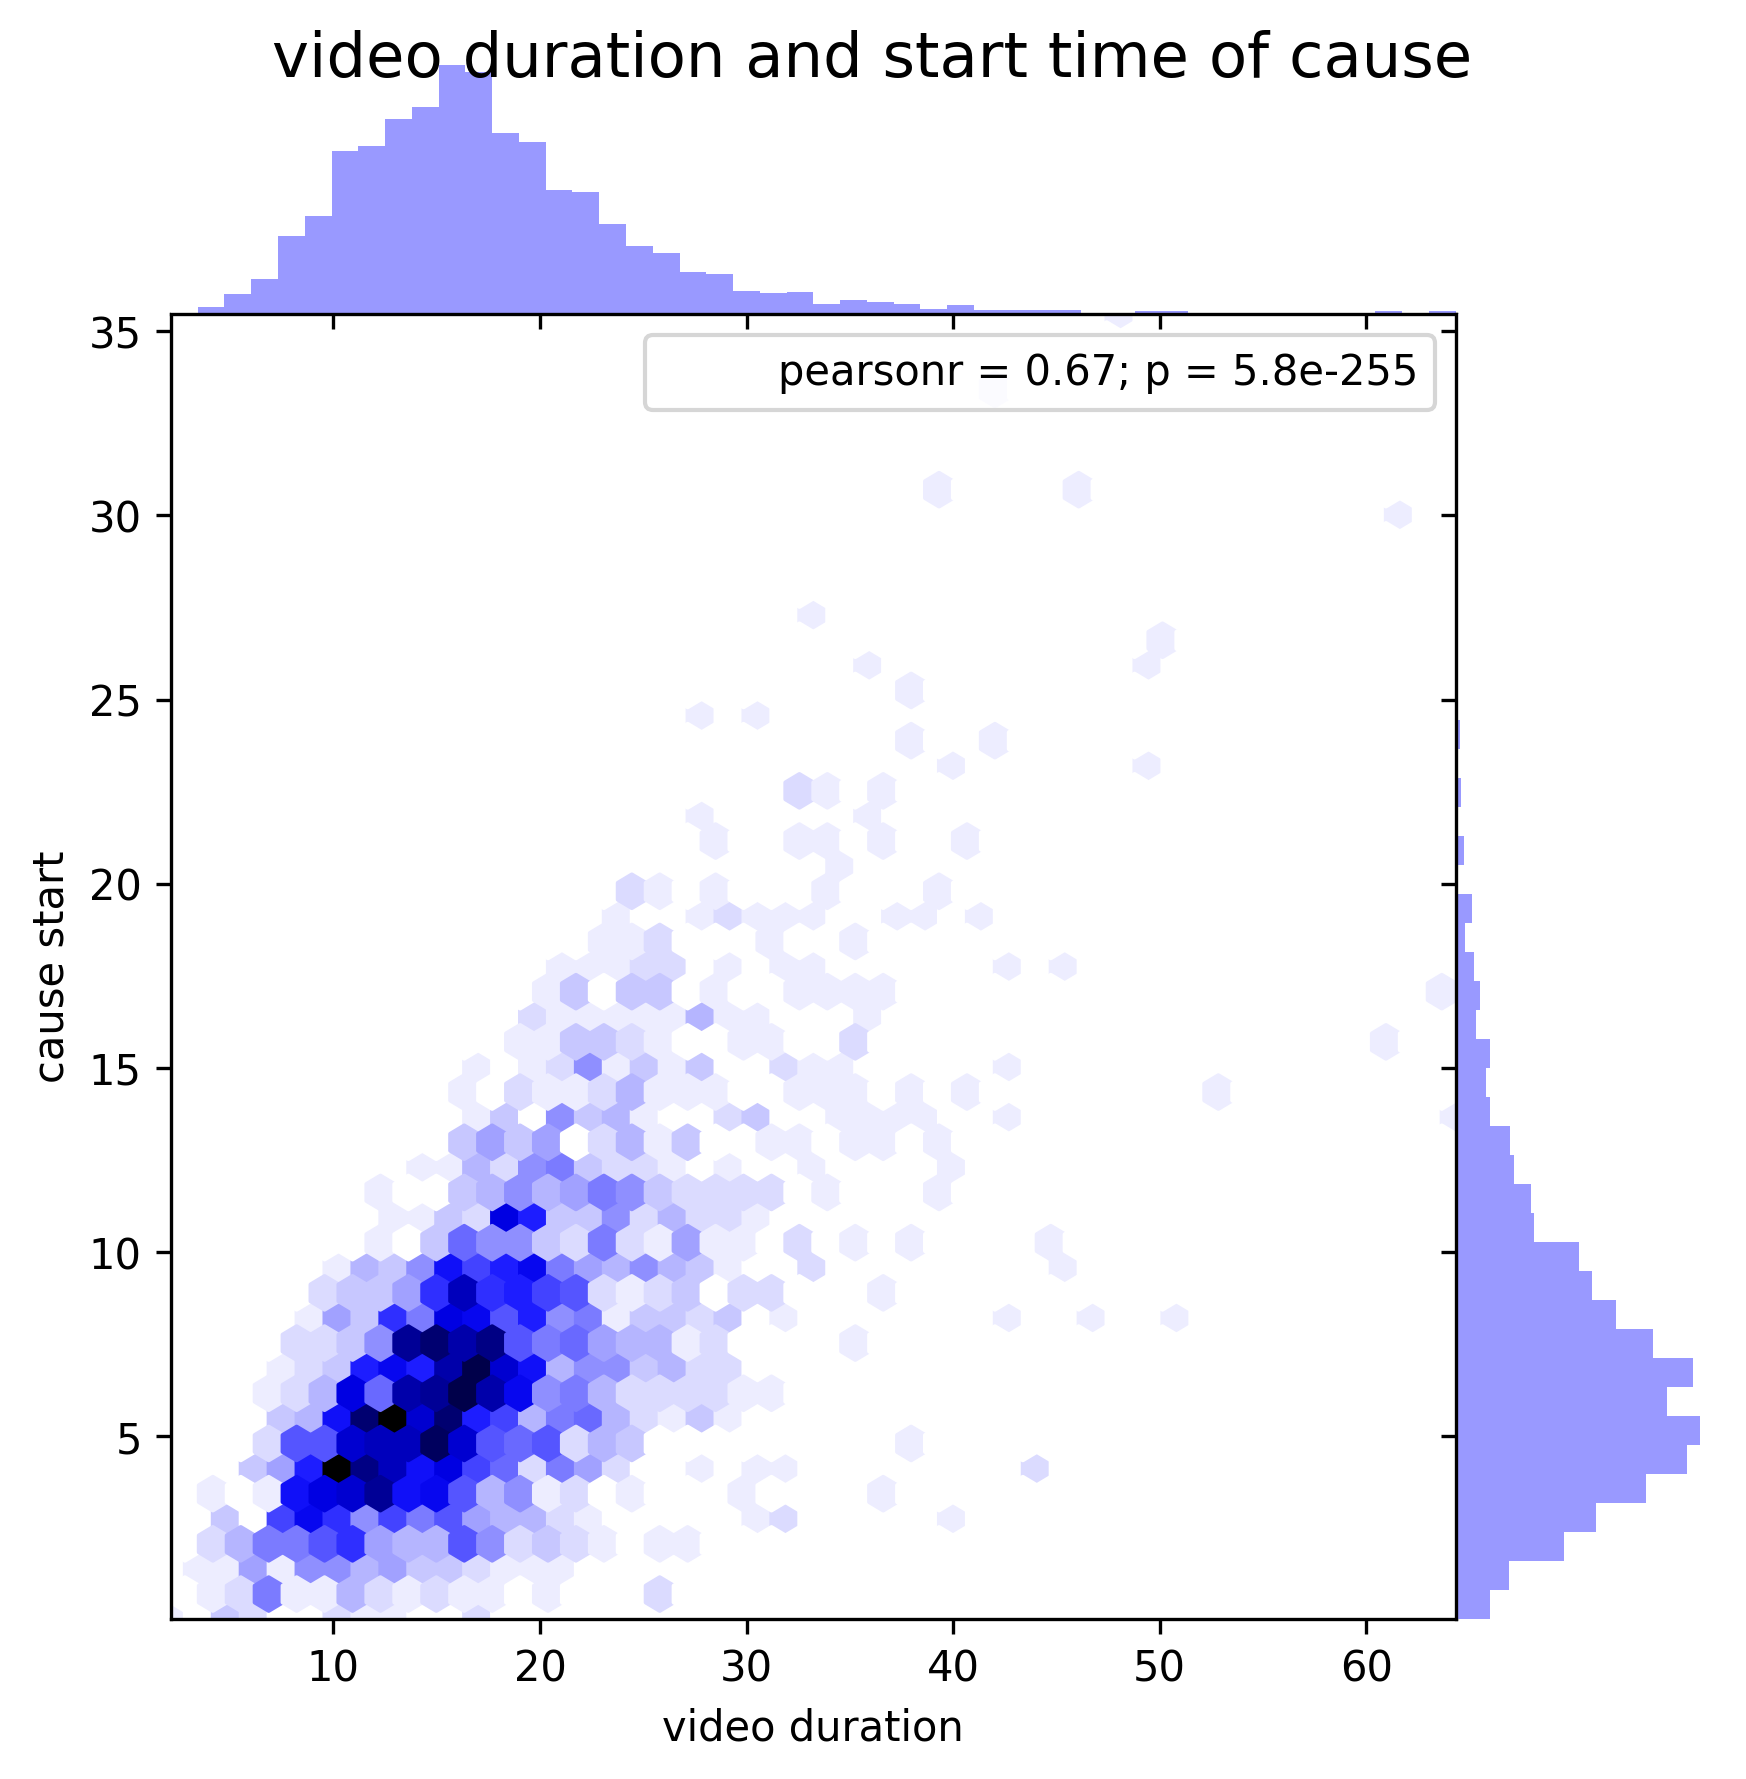 video duration and start time of cause
pearsonr = 0.67; p = 5.8e-255
35
30
25
20
15
10
5
cause start
10 20 30 40 50 60
video duration